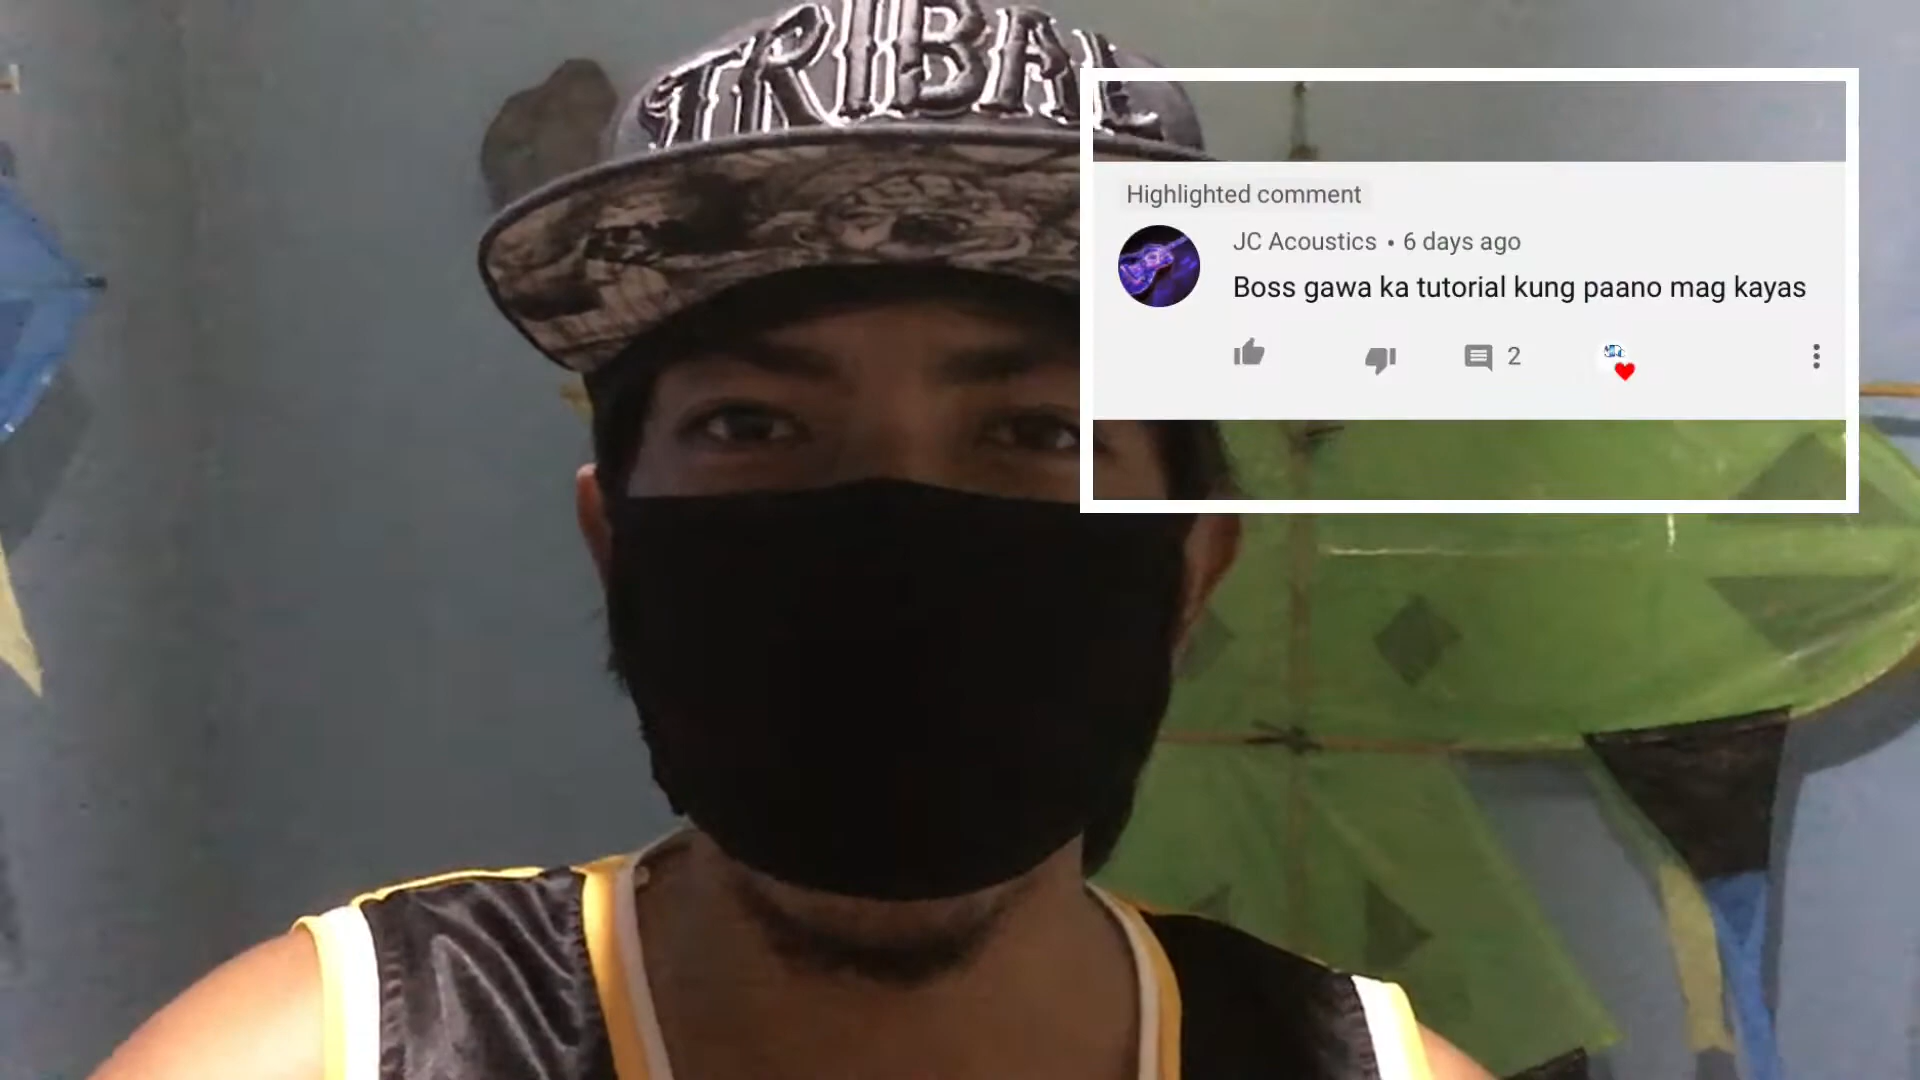 TRIBAL
Highlighted comment
JC Acoustics • 6 days ago
Boss gawa ka tutorial kung paano mag kayas
2